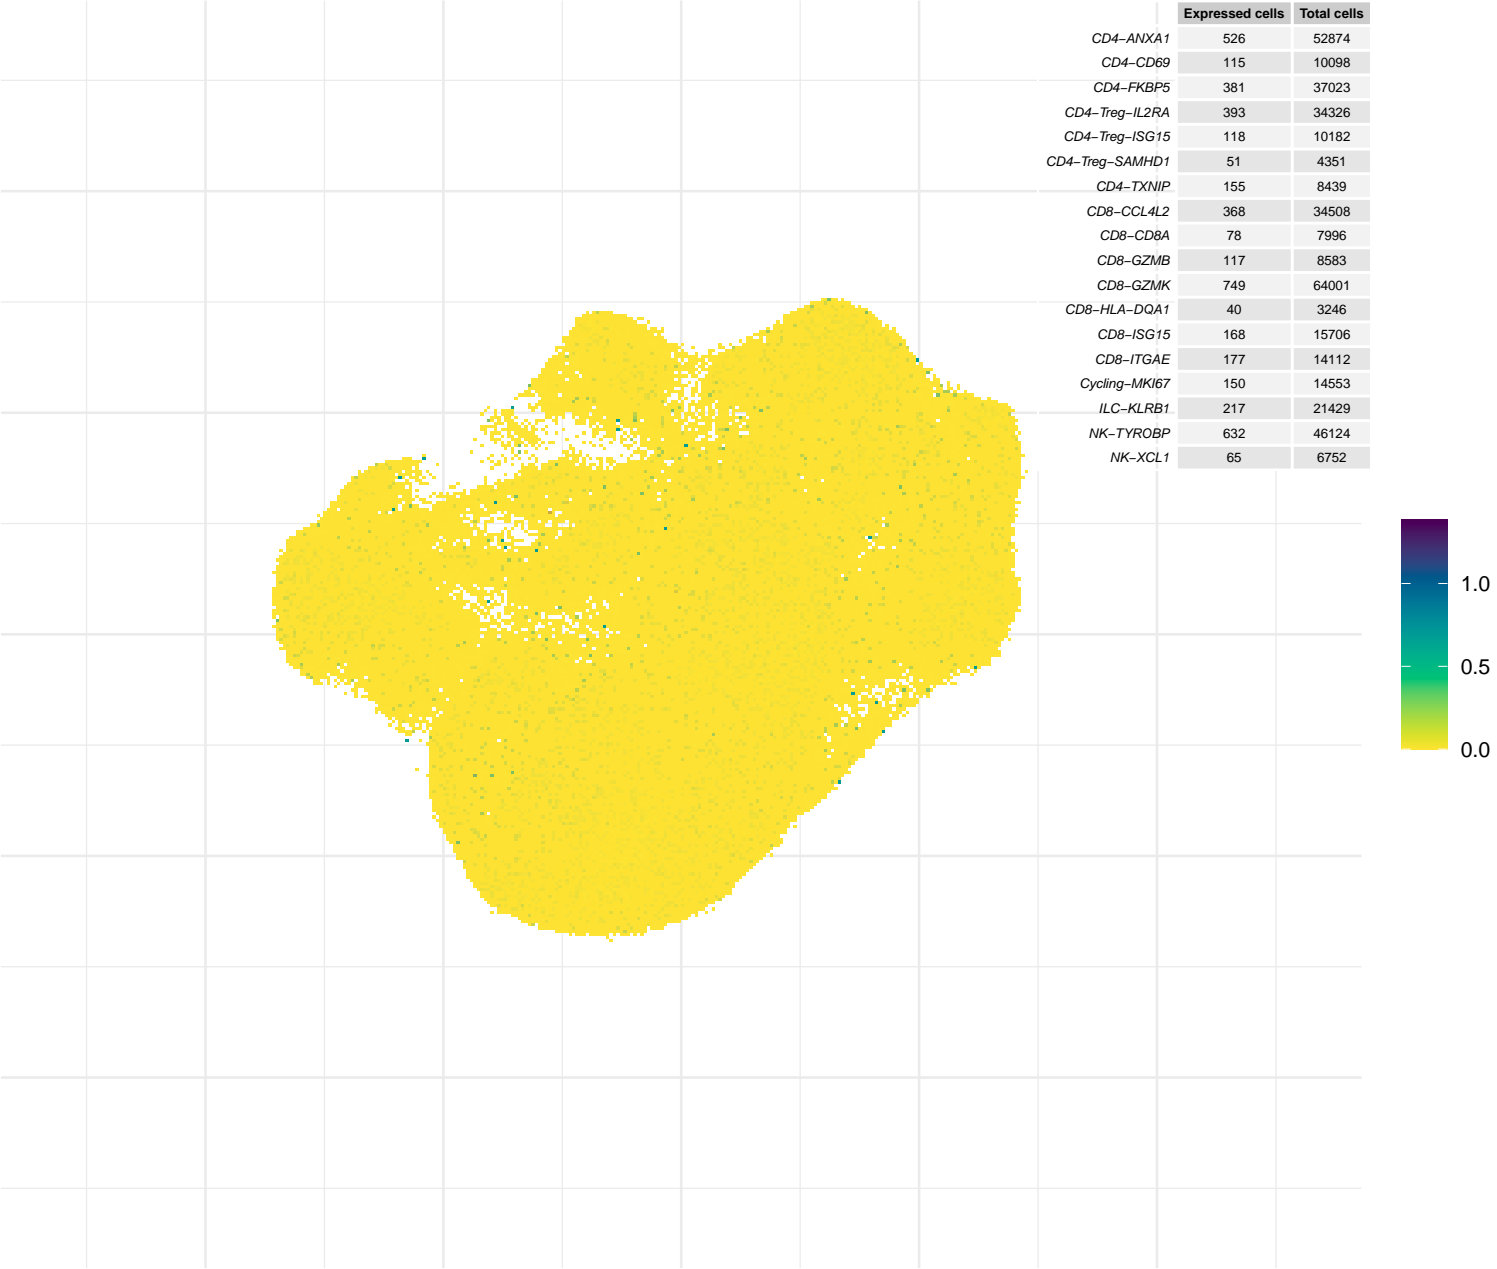 Expressed cells Total cells
CD4−ANXA1 526 52874
CD4−CD69 115 10098
CD4−FKBP5 381 37023
CD4−Treg−IL2RA 393 34326
CD4−Treg−ISG15 118 10182
CD4−Treg−SAMHD1 51 4351
CD4−TXNIP 155 8439
CD8−CCL4L2 368 34508
CD8−CD8A 78 7996
CD8−GZMB 117 8583
CD8−GZMK 749 64001
CD8−HLA−DQA1 40 3246
CD8−ISG15 168 15706
CD8−ITGAE 177 14112
Cycling−MKI67 150 14553
ILC−KLRB1 217 21429
NK−TYROBP 632 46124
NK−XCL1 65 6752
1.0
0.5
0.0